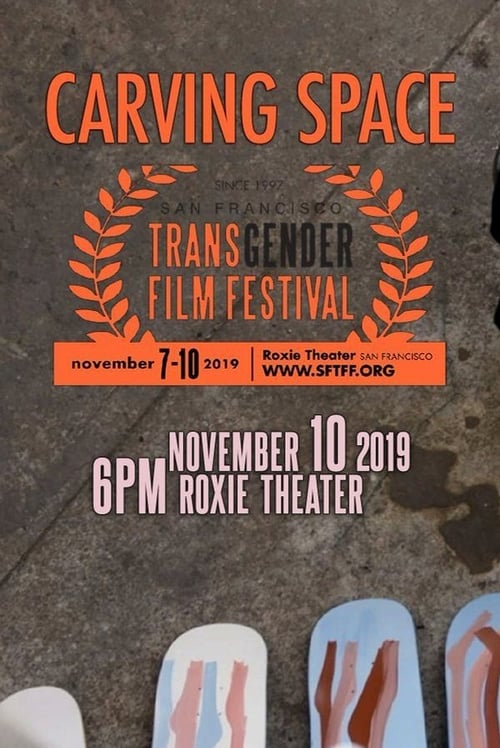 CARVING SPACE
SINCE 1997
SAN FRANCISCO
TRANSGENDER
FILM FESTIVAL
november 7-10 2019 | Roxie Theater SAN FRANCISCO
WWW.SFTFF.ORG
NOVEMBER 10 2019
6PM ROXIE THEATER